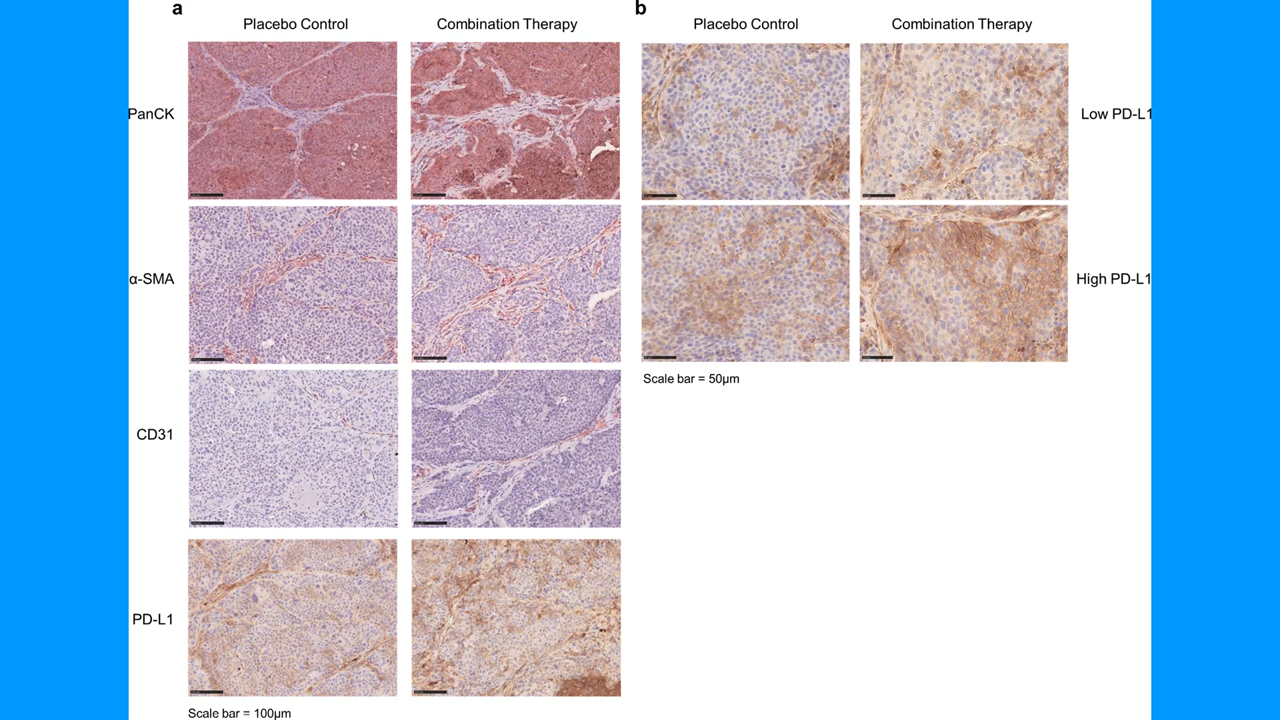 a
Placebo Control
Combination Therapy
PanCK
α-SMA
CD31
PD-L1
Scale bar = 100µm
b
Placebo Control
Combination Therapy
Low PD-L1
High PD-L1
Scale bar = 50µm